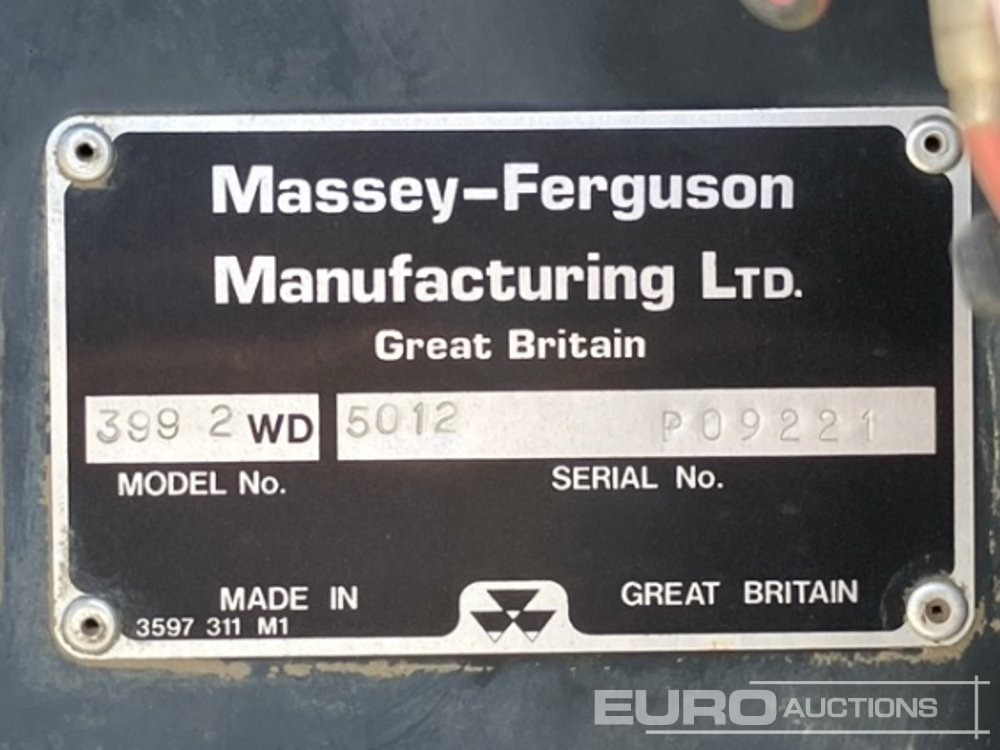 Massey-Ferguson
Manufacturing LTD.
Great Britain
399 2 WD 5012 P09221
MODEL No. SERIAL No.
MADE IN GREAT BRITAIN
3597 311 M1
EURO AUCTIONS